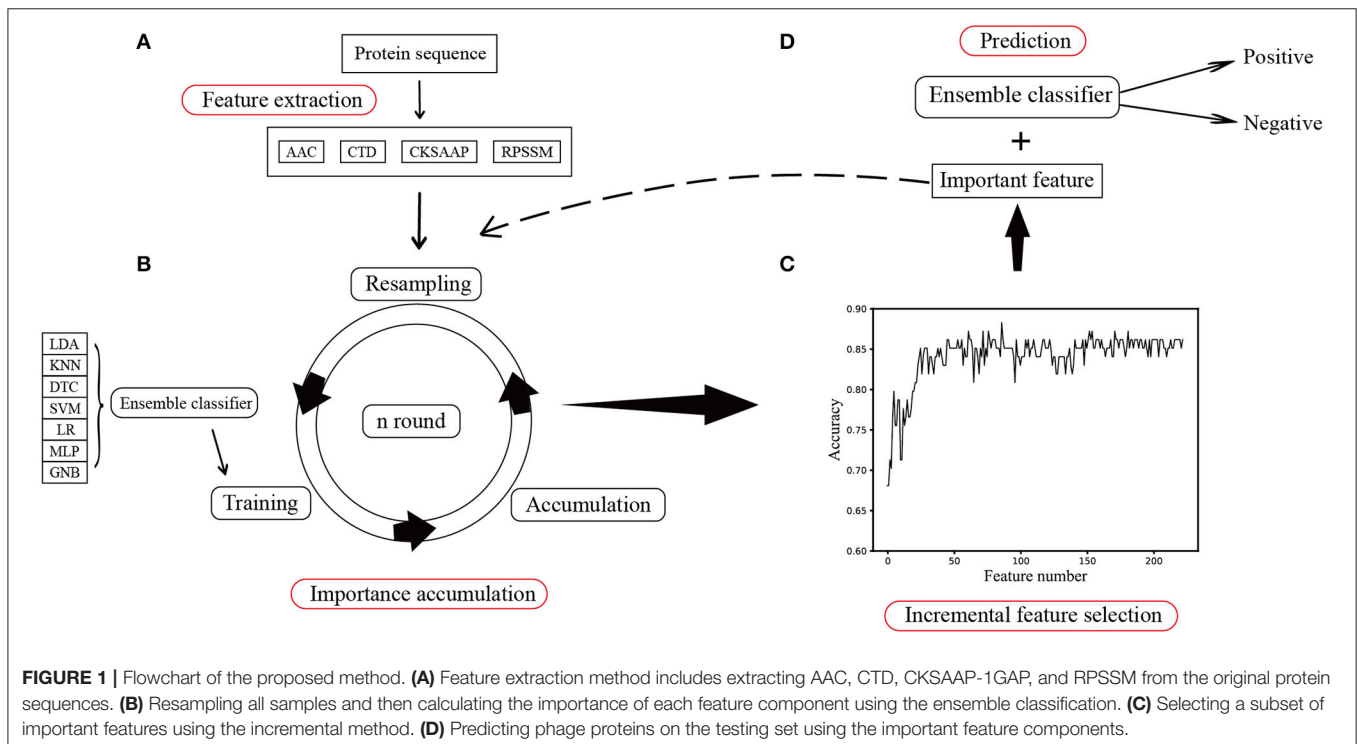 A
Protein sequence
Feature extraction
AAC CTD CKSAAP RPSSM
B
Resampling
LDA
KNN
DTC
SVM
LR
MLP
GNB
Ensemble classifier
n round
Training
Accumulation
Importance accumulation
D
Prediction
Ensemble classifier
Positive
Negative
+
Important feature
C
0.90
0.85
0.80
0.75
0.70
0.65
0.60
Accuracy
0 50 100 150 200
Feature number
Incremental feature selection
FIGURE 1 | Flowchart of the proposed method. (A) Feature extraction method includes extracting AAC, CTD, CKSAAP-1GAP, and RPSSM from the original protein
sequences. (B) Resampling all samples and then calculating the importance of each feature component using the ensemble classification. (C) Selecting a subset of
important features using the incremental method. (D) Predicting phage proteins on the testing set using the important feature components.